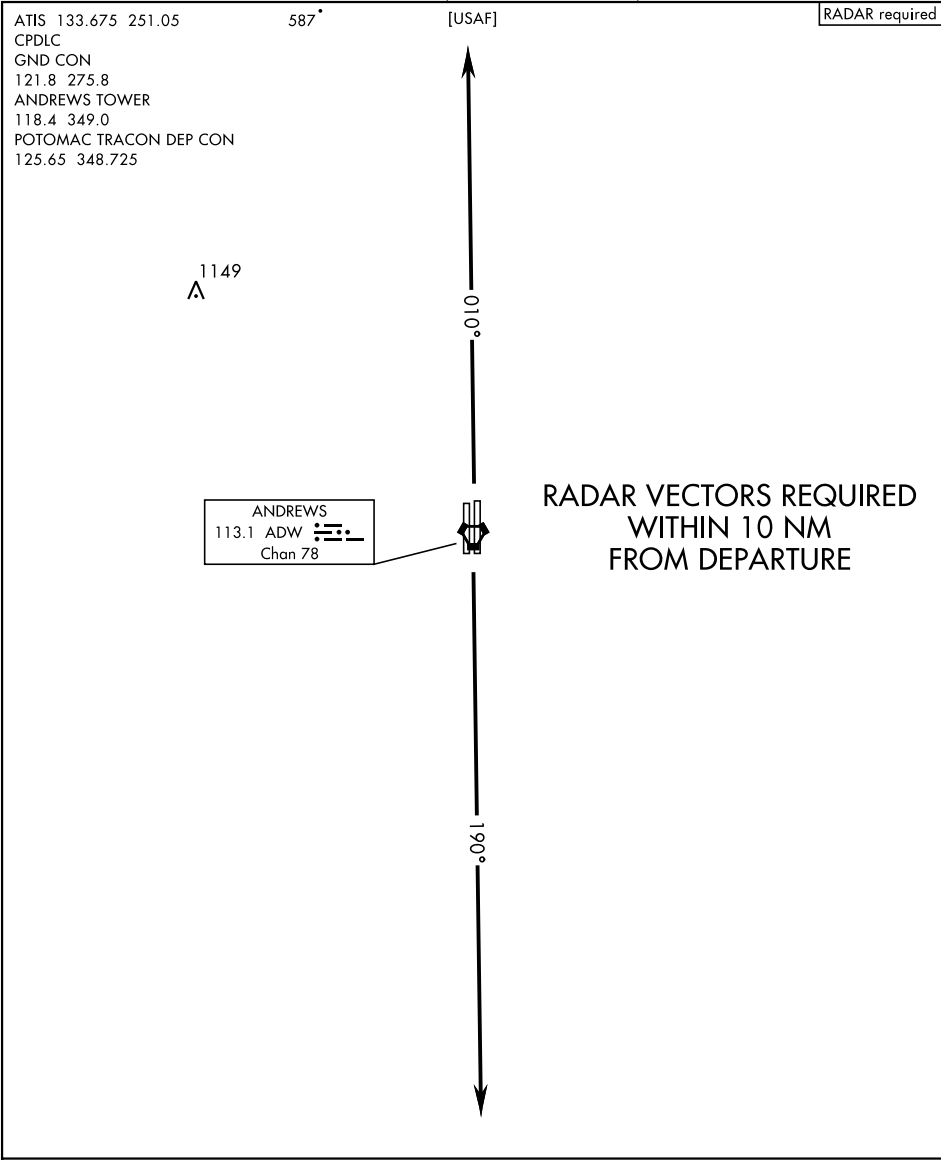 ATIS 133.675 251.05
CPDLC
GND CON
121.8 275.8
ANDREWS TOWER
118.4 349.0
POTOMAC TRACON DEP CON
125.65 348.725
587
[USAF]
RADAR required
1149
010°
ANDREWS
113.1 ADW
Chan 78
RADAR VECTORS REQUIRED
WITHIN 10 NM
FROM DEPARTURE
190°